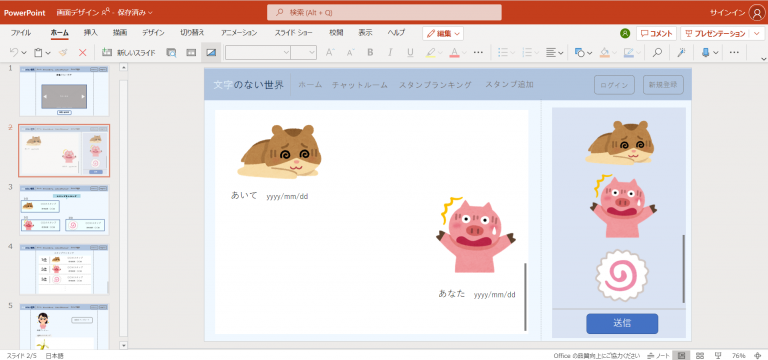 PowerPoint 画面デザイン - 保存済み 検索 (Alt + Q) サインイン
ファイル ホーム 挿入 描画 デザイン 切り替え アニメーション スライド ショー 校閲 表示 ヘルプ 編集 コメント プレゼンテーション
新しいスライド B I U A
文字のない世界 ホーム チャットルーム スタンプランキング スタンプ追加 ログイン 新規登録
あいて yyyy/mm/dd
あなた yyyy/mm/dd
送信
1
2
3
4
5
スライド 2/5 日本語 Office の品質向上にご協力ください ノート 76%